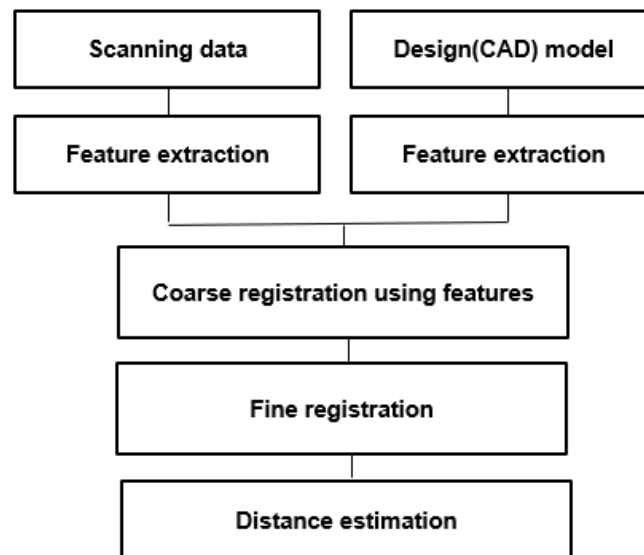 Scanning data
Design(CAD) model
Feature extraction
Feature extraction
Coarse registration using features
Fine registration
Distance estimation